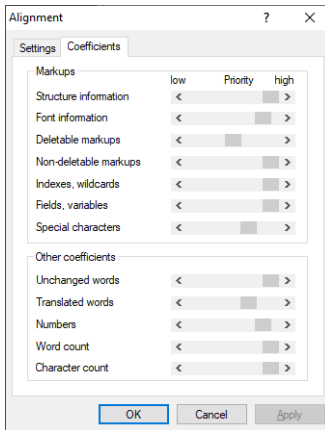 Alignment ? ×
Settings Coefficients
Markups
low Priority high
Structure information
Font information
Deletable markups
Non-deletable markups
Indexes, wildcards
Fields, variables
Special characters
Other coefficients
Unchanged words
Translated words
Numbers
Word count
Character count
OK Cancel Apply